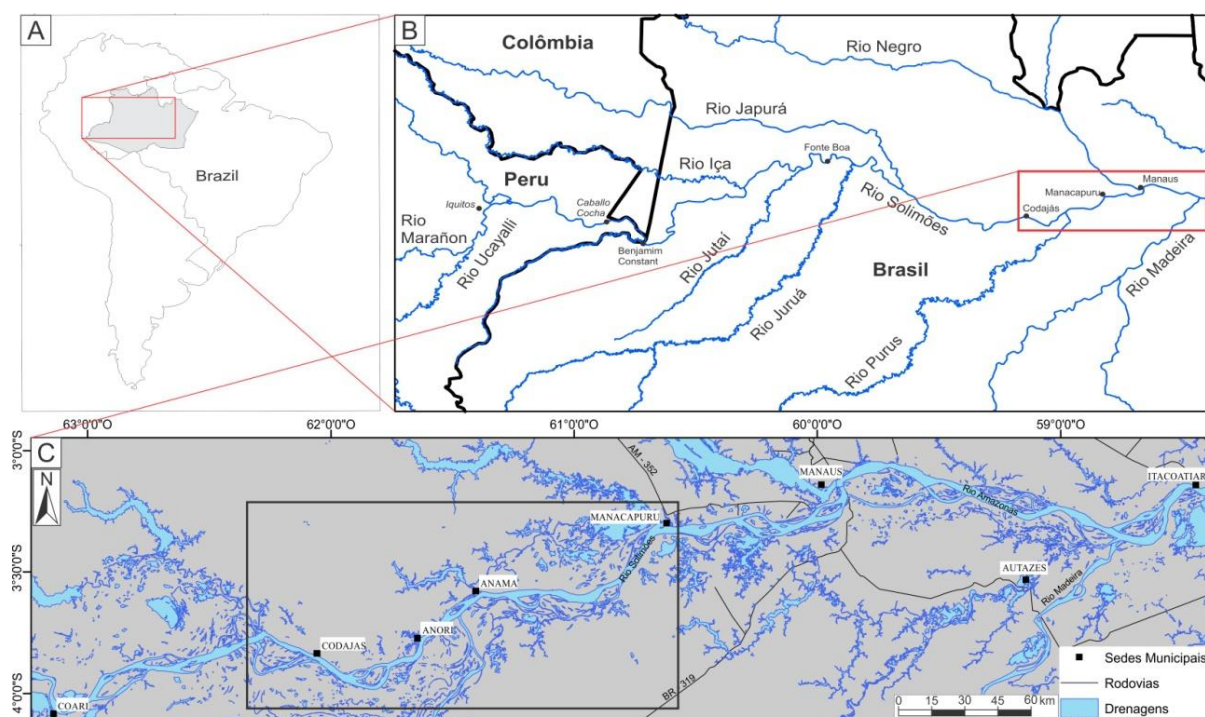 A
Brazil
B
Colômbia
Rio Negro
Rio Japurá
Fonte Boa
Rio Içá
Peru
Iquitos
Caballo
Cocha
Rio
Marañon
Rio Ucayalli
Benjamim
Constant
Rio Jutaí
Rio Juruá
Rio Solimões
Brasil
Rio Purus
Codajás
Manacapuru
Manaus
Rio Madeira
63°0'0"O
62°0'0"O
61°0'0"O
60°0'0"O
59°0'0"O
3°0'0"S
3°30'0"S
4°0'0"S
C
N
AM - 352
MANAUS
ITACOATIAR
Rio Amazonas
MANACAPURU
Rio Solimões
ANAMA
AUTAZES
Rio Madeira
ANORI
CODAJAS
COARI
BR - 319
Sedes Municipais
Rodovias
Drenagens
0 15 30 45 60 km